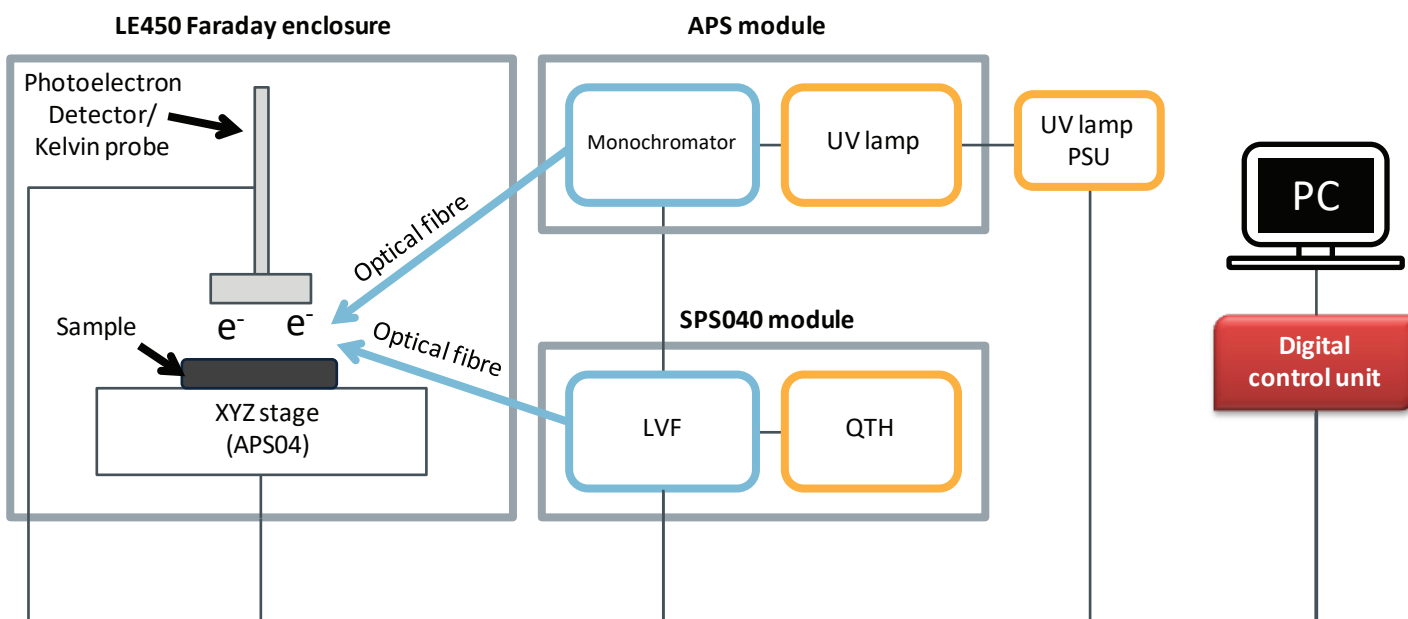 LE450 Faraday enclosure
APS module
Photoelectron
Detector/
Kelvin probe
Monochromator
UV lamp
UV lamp
PSU
PC
Optical fibre
e- e-
Sample
Optical fibre
SPS040 module
Digital
control unit
XYZ stage
(APS04)
LVF
QTH